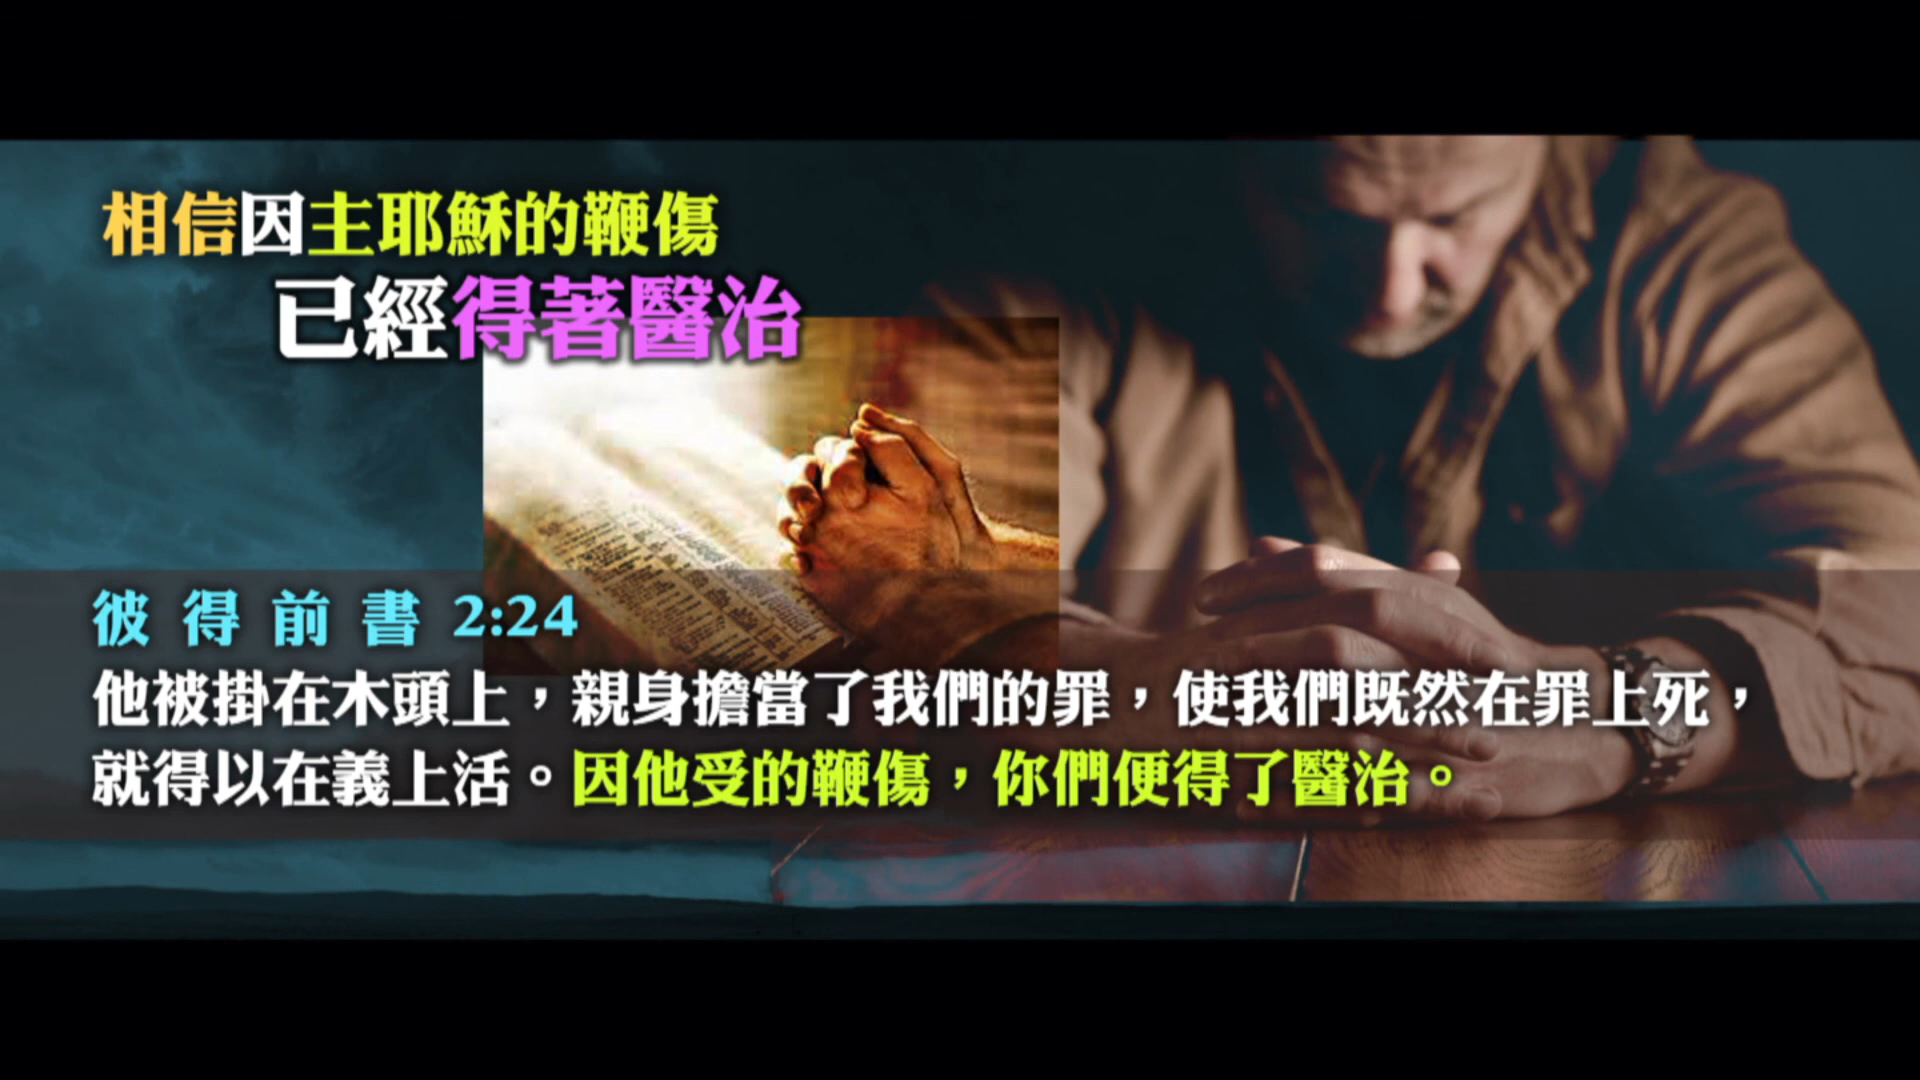 相信因主耶穌的鞭傷
已經得著醫治
彼得前書 2:24
他被掛在木頭上，親身擔當了我們的罪，使我們既然在罪上死，
就得以在義上活。因他受的鞭傷，你們便得了醫治。